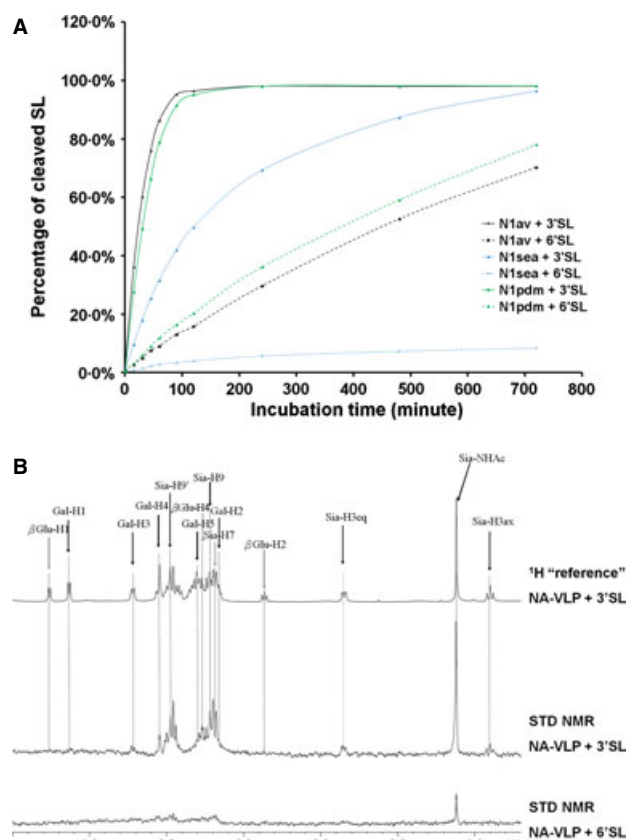 A
120·0%
100·0%
80·0%
60·0%
40·0%
20·0%
0·0%
Percentage of cleaved SL
0 100 200 300 400 500 600 700 800
Incubation time (minute)
N1av + 3'SL
N1av + 6'SL
N1sea + 3'SL
N1sea + 6'SL
N1pdm + 3'SL
N1pdm + 6'SL
B
Sia-NHAc
Sia-H9
Sia-H9'
Gal-H4 βGlu-H4 Gal-H2
Gal-H1 Gal-H3 Gal-H5
βGlu-H1 Sia-H7 βGlu-H2 Sia-H3eq Sia-H3ax
¹H "reference"
NA-VLP + 3'SL
STD NMR
NA-VLP + 3'SL
STD NMR
NA-VLP + 6'SL